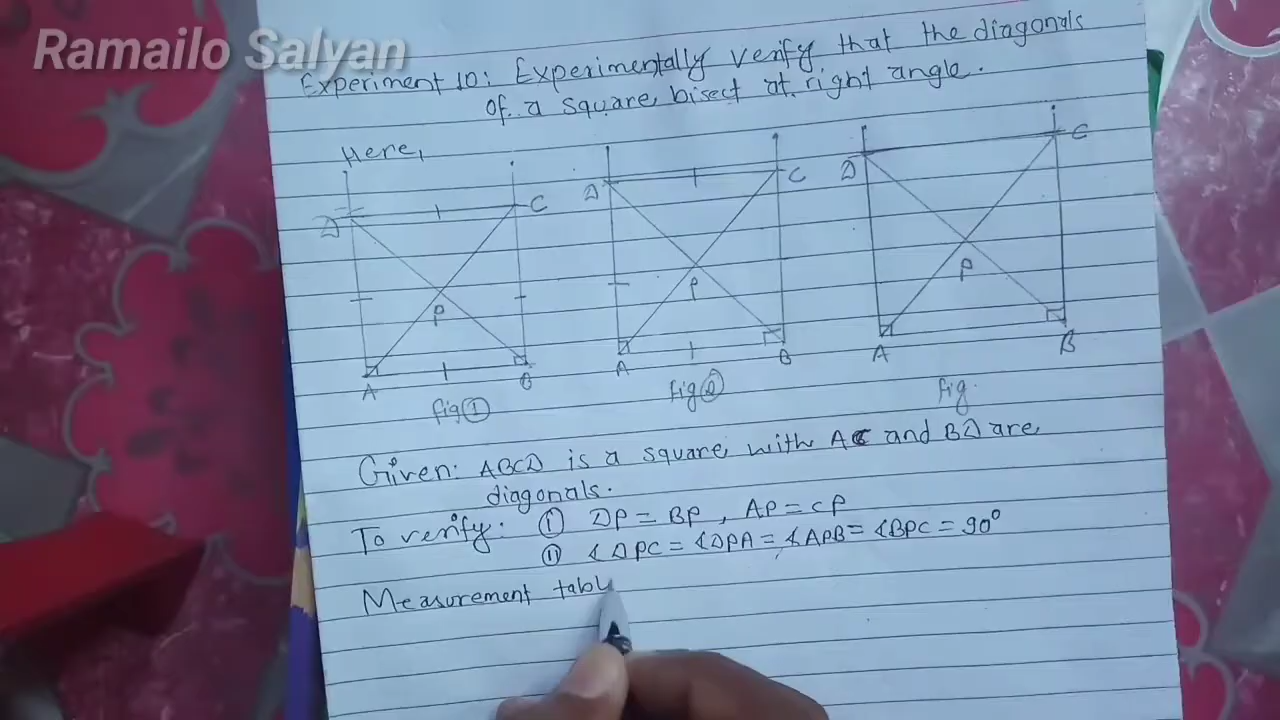 Ramailo Salyan
Experiment 10: Experimentally verify that the diagonals
of a square bisect at right angle.
Here,
D C
P
A B
fig ①
D C
P
A B
fig ②
D C
P
A B
fig.
Given: ABCD is a square with AC and BD are
diagonals.
To verify: ① DP = BP, AP = CP
⑪ ∡DPC = ∡DPA = ∡APB = ∡BPC = 90°
Measurement tabl